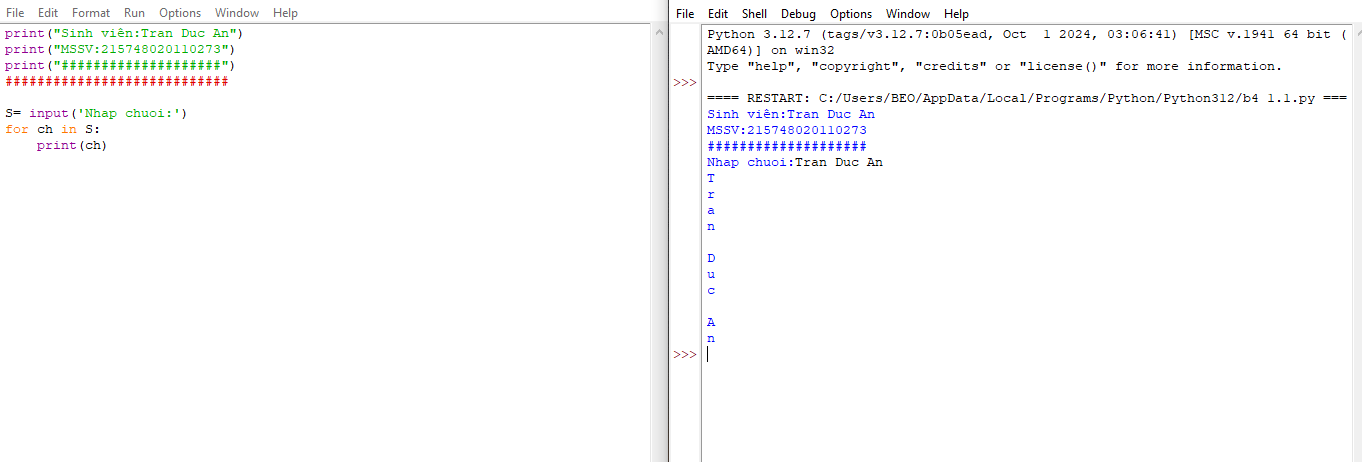 File Edit Format Run Options Window Help
print("Sinh viên:Tran Duc An")
print("MSSV:215748020110273")
print("####################")
############################
S= input('Nhap chuoi:')
for ch in S:
    print(ch)
File Edit Shell Debug Options Window Help
Python 3.12.7 (tags/v3.12.7:0b05ead, Oct  1 2024, 03:06:41) [MSC v.1941 64 bit (
AMD64)] on win32
Type "help", "copyright", "credits" or "license()" for more information.
>>>
==== RESTART: C:/Users/BEO/AppData/Local/Programs/Python/Python312/b4 1.1.py ===
Sinh viên:Tran Duc An
MSSV:215748020110273
####################
Nhap chuoi:Tran Duc An
T
r
a
n
D
u
c
A
n
>>>